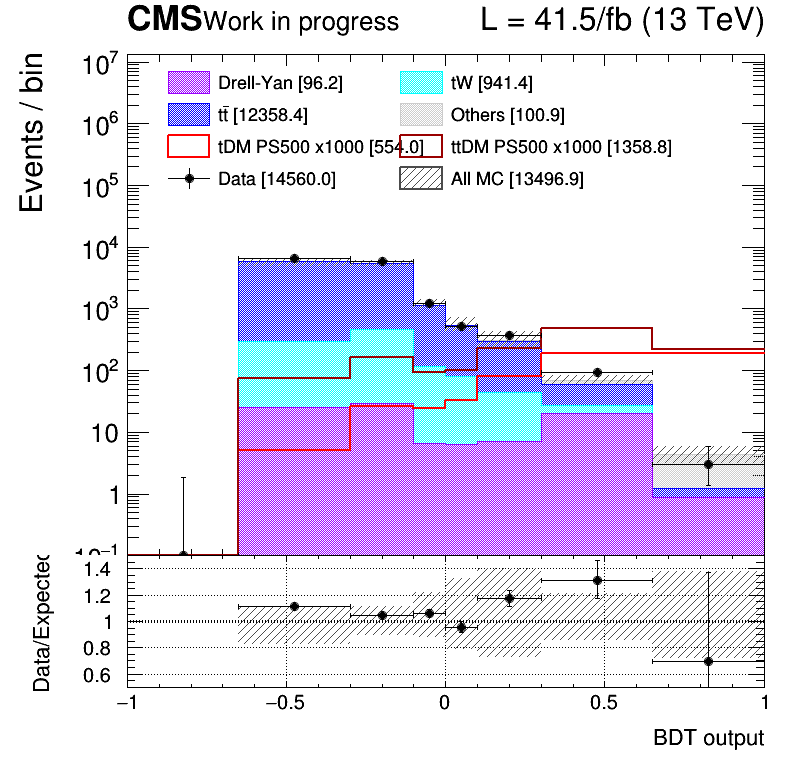 CMS Work in progress L = 41.5/fb (13 TeV)
Events / bin
Drell-Yan [96.2] tW [941.4]
tt̄ [12358.4] Others [100.9]
tDM PS500 x1000 [554.0] ttDM PS500 x1000 [1358.8]
Data [14560.0] All MC [13496.9]
10⁷
10⁶
10⁵
10⁴
10³
10²
10
1
10⁻¹
Data/Expected
1.4
1.2
1
0.8
0.6
−1 −0.5 0 0.5 1
BDT output